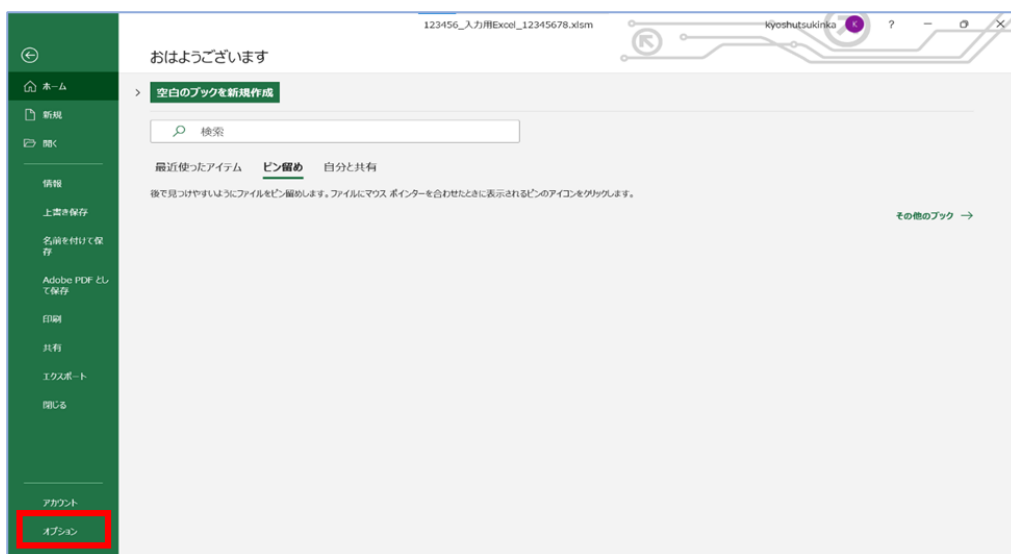 123456_入力用Excel_12345678.xlsm
kyoshutsukinka
K
?
おはようございます
ホーム
新規
開く
情報
上書き保存
名前を付けて保
存
Adobe PDF とし
て保存
印刷
共有
エクスポート
閉じる
アカウント
オプション
空白のブックを新規作成
検索
最近使ったアイテム ピン留め 自分と共有
後で見つけやすいようにファイルをピン留めします。ファイルにマウス ポインターを合わせたときに表示されるピンのアイコンをクリックします。
その他のブック →